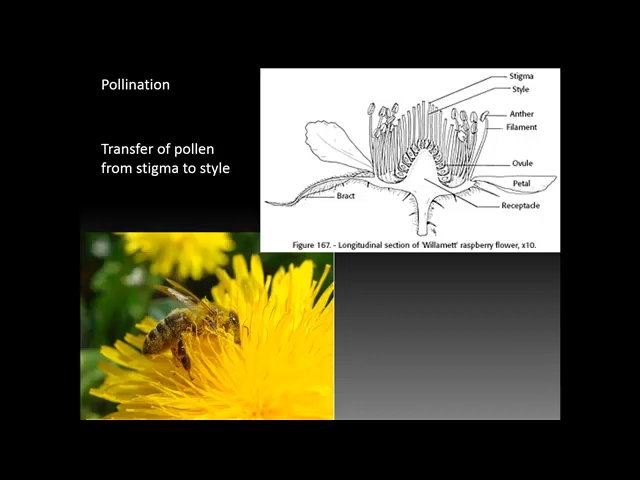 Pollination
Transfer of pollen
from stigma to style
Stigma
Style
Anther
Filament
Ovule
Petal
Receptacle
Bract
Figure 167. - Longitudinal section of 'Willamett' raspberry flower, x10.